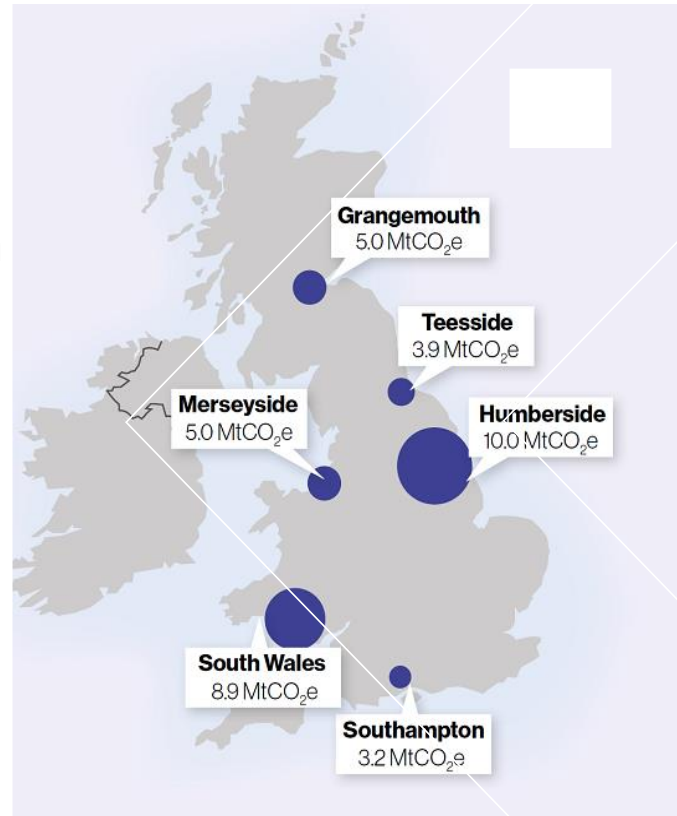 Grangemouth
5.0 MtCO₂e
Teesside
3.9 MtCO₂e
Merseyside
5.0 MtCO₂e
Humberside
10.0 MtCO₂e
South Wales
8.9 MtCO₂e
Southampton
3.2 MtCO₂e